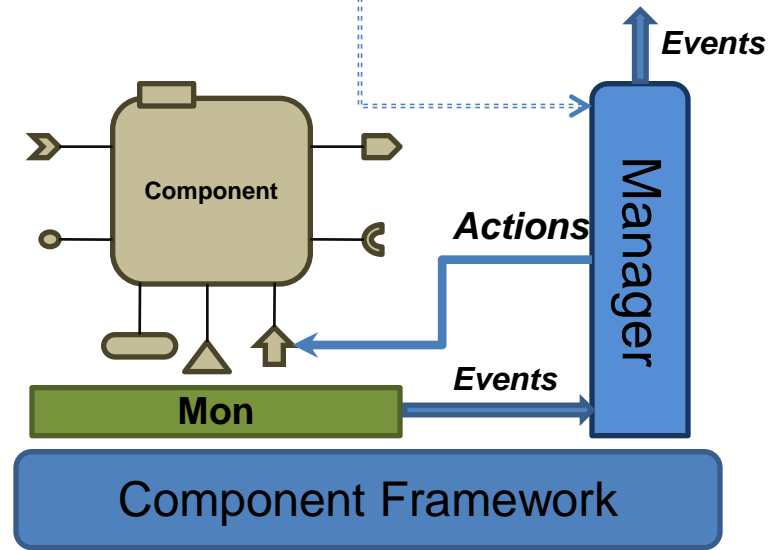 Events
Component
Manager
Actions
Events
Mon
Component Framework